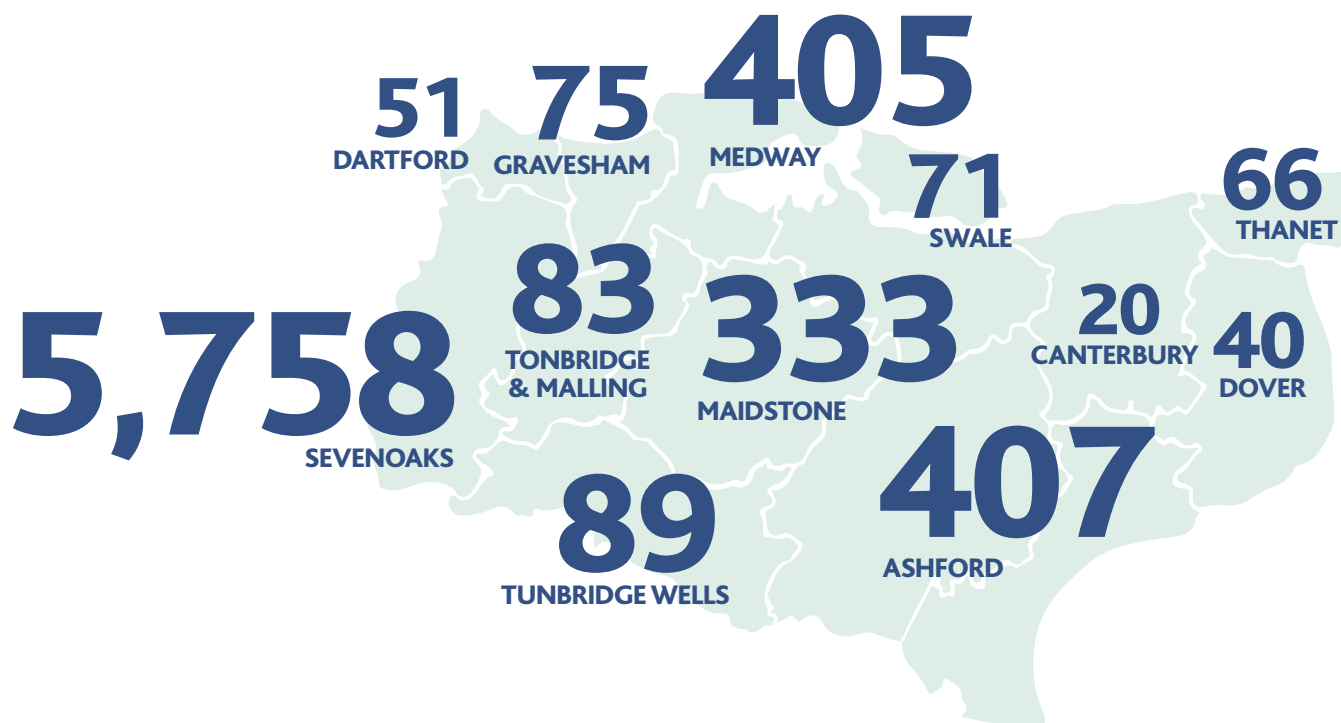 51
DARTFORD
75
GRAVESHAM
405
MEDWAY
71
SWALE
66
THANET
5,758
SEVENOAKS
83
TONBRIDGE
& MALLING
333
MAIDSTONE
20
CANTERBURY
40
DOVER
89
TUNBRIDGE WELLS
407
ASHFORD